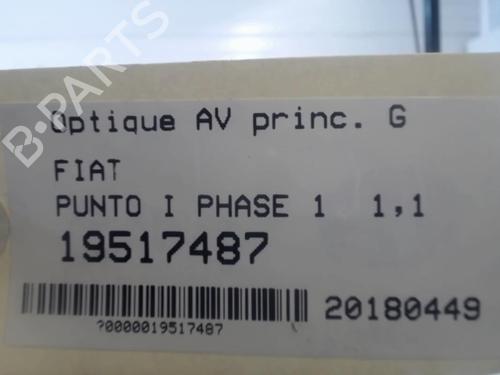 Optique AV princ. G
FIAT
PUNTO I PHASE 1 1,1
19517487
20180449
?0000019517487
B-PARTS